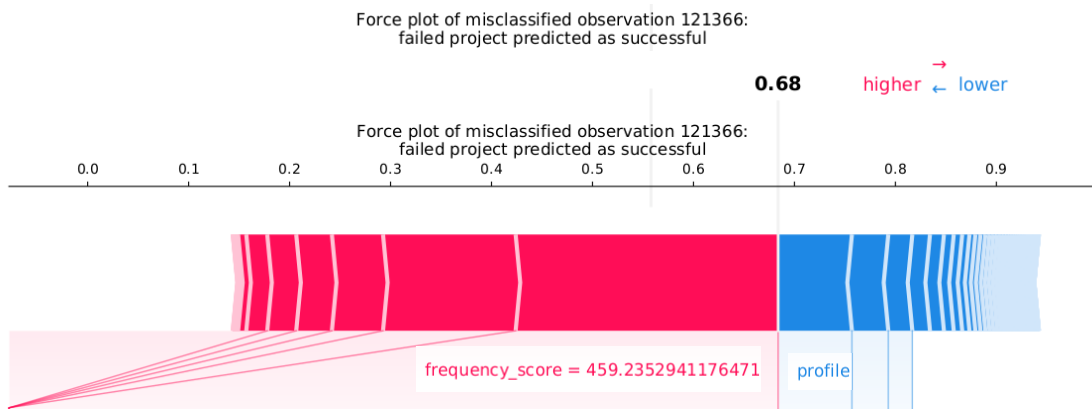 Force plot of misclassified observation 121366:
failed project predicted as successful
0.68
higher → ← lower
Force plot of misclassified observation 121366:
failed project predicted as successful
0.0 0.1 0.2 0.3 0.4 0.5 0.6 0.7 0.8 0.9
frequency_score = 459.2352941176471 profile